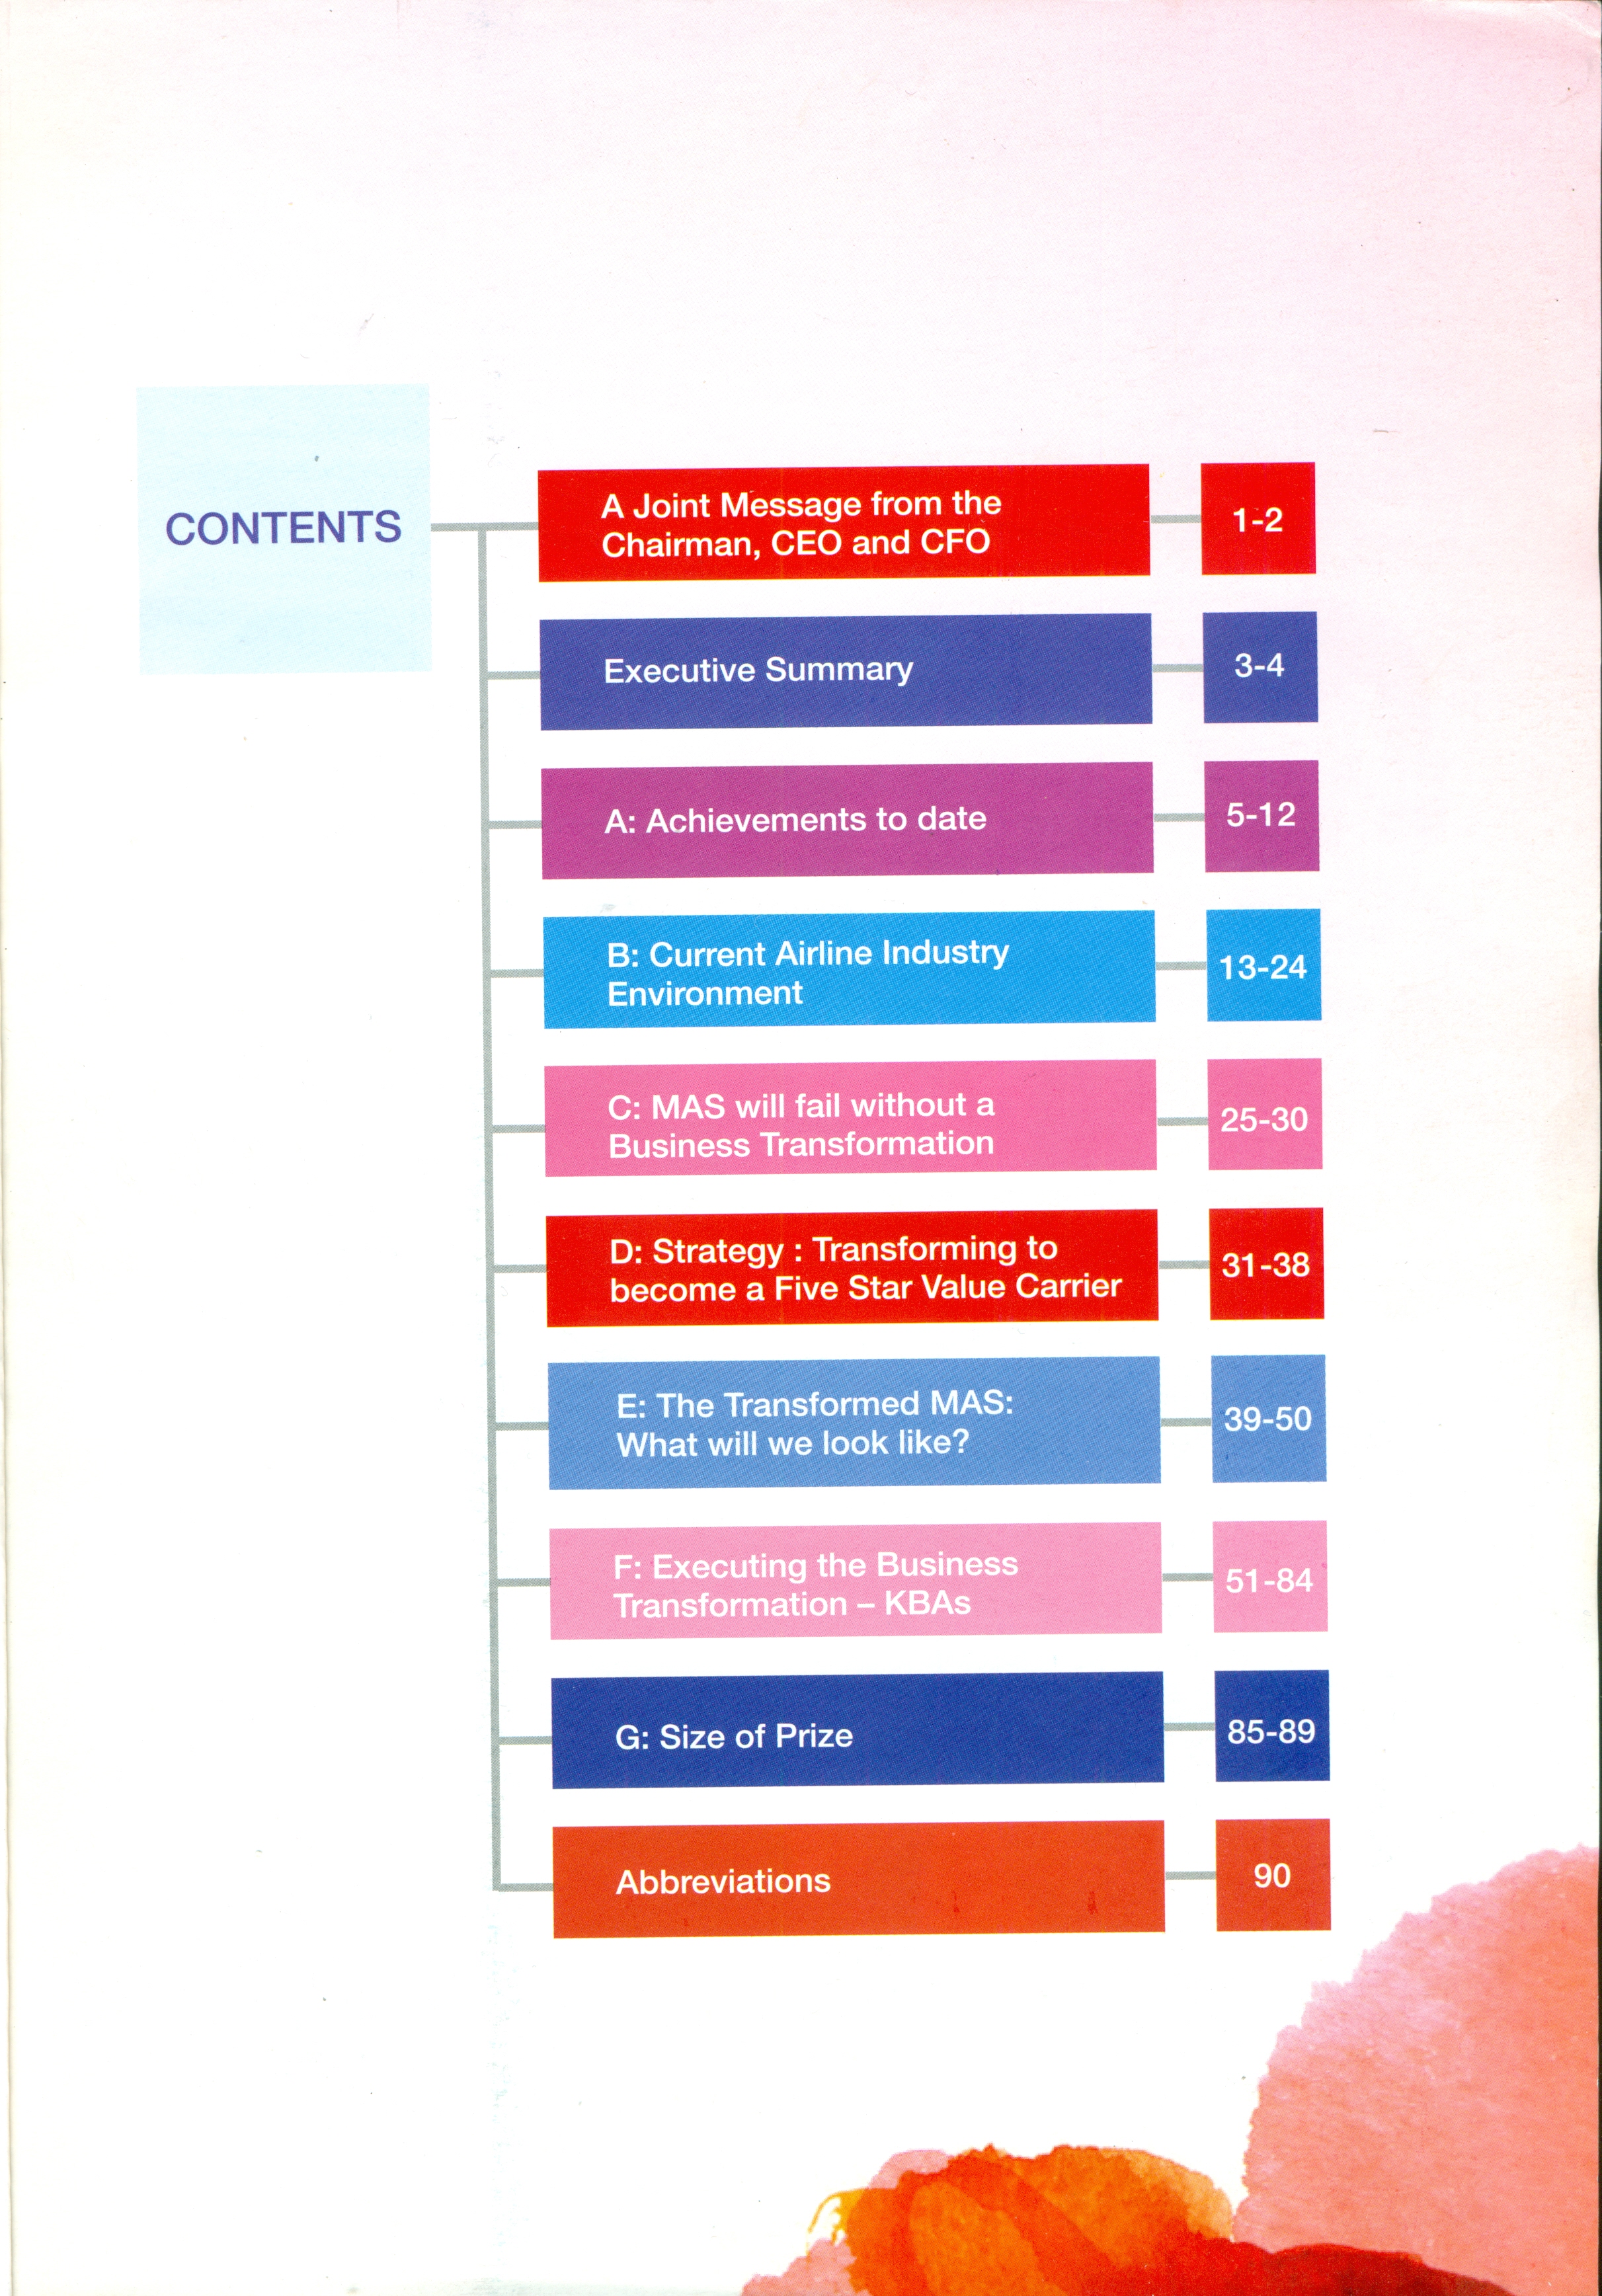 CONTENTS
A Joint Message from the
Chairman, CEO and CFO
1-2
Executive Summary
3-4
A: Achievements to date
5-12
B: Current Airline Industry
Environment
13-24
C: MAS will fail without a
Business Transformation
25-30
D: Strategy : Transforming to
become a Five Star Value Carrier
31-38
E: The Transformed MAS:
What will we look like?
39-50
F: Executing the Business
Transformation – KBAs
51-84
G: Size of Prize
85-89
Abbreviations
90